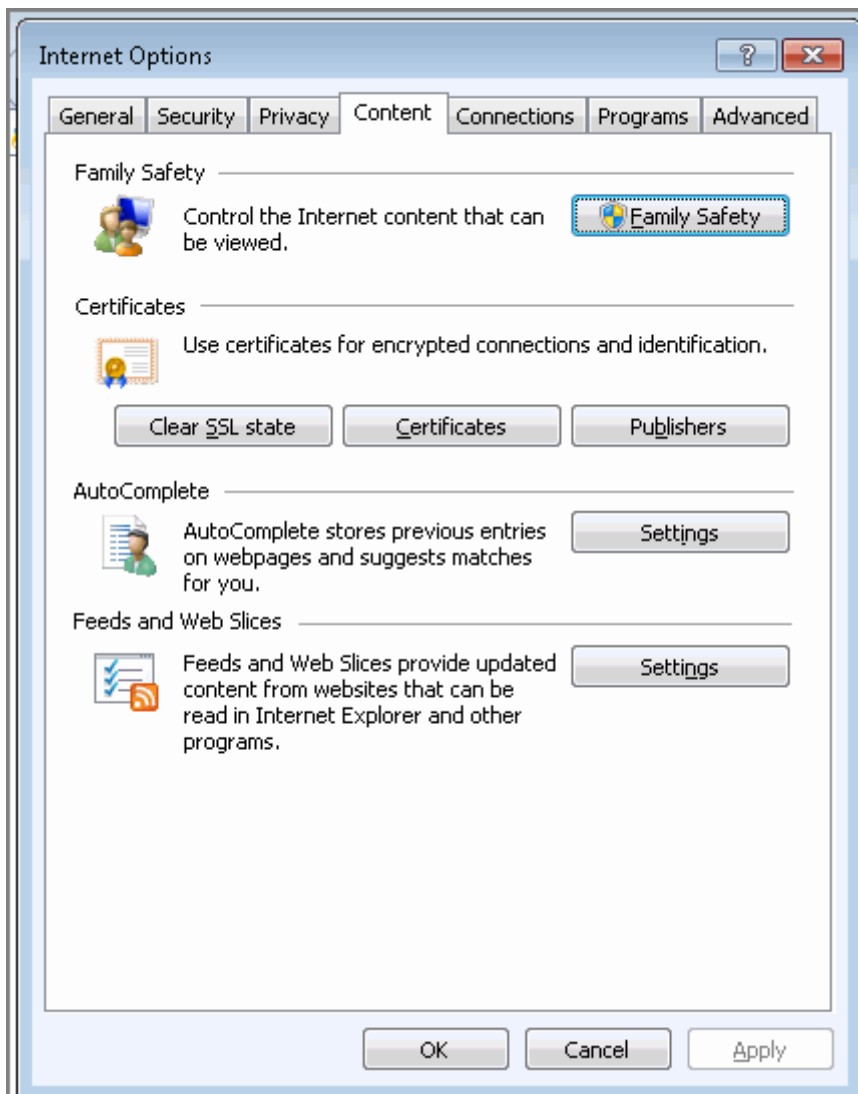 Internet Options
General Security Privacy Content Connections Programs Advanced
Family Safety
Control the Internet content that can
be viewed.
Family Safety
Certificates
Use certificates for encrypted connections and identification.
Clear SSL state Certificates Publishers
AutoComplete
AutoComplete stores previous entries
on webpages and suggests matches
for you.
Settings
Feeds and Web Slices
Feeds and Web Slices provide updated
content from websites that can be
read in Internet Explorer and other
programs.
Settings
OK Cancel Apply